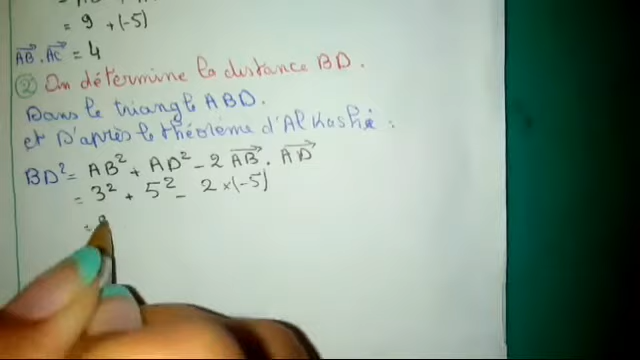 = 9 + (-5)
AB . AC = 4
② On détermine la distance BD.
Dans le triangle ABD.
et D'après le théorème d'Al Kashi :
BD² = AB² + AD² - 2 AB . AD
= 3² + 5² - 2 × (-5)
= 9